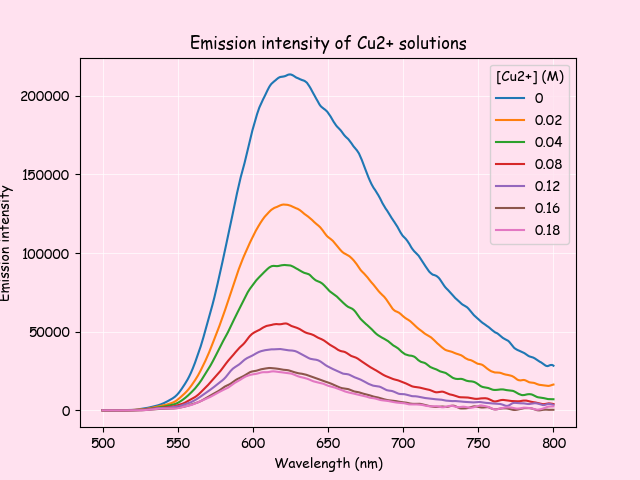 Emission intensity of Cu2+ solutions
[Cu2+] (M)
0
0.02
0.04
0.08
0.12
0.16
0.18
200000
150000
100000
50000
0
Emission intensity
500 550 600 650 700 750 800
Wavelength (nm)